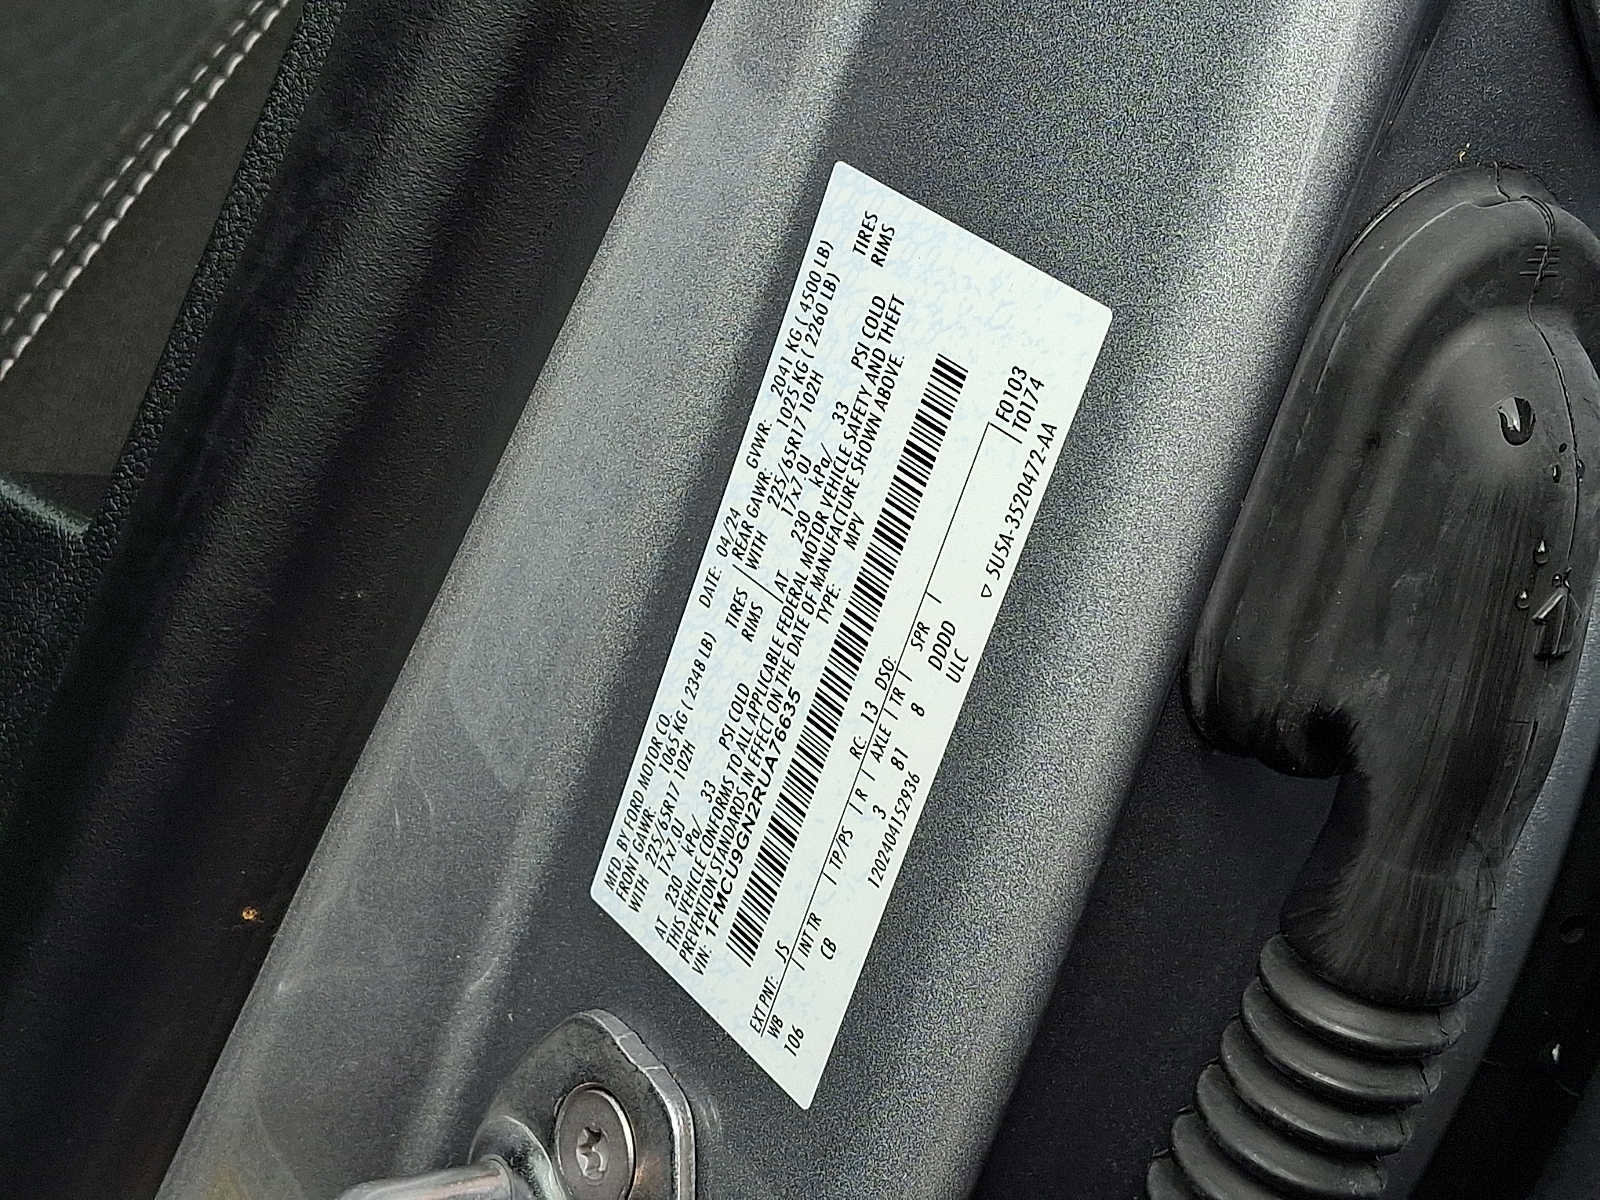 MFD. BY FORD MOTOR CO. DATE: 04/24 GVWR: 2041 KG ( 4500 LB)
FRONT GAWR: 1065 KG ( 2348 LB) REAR GAWR: 1025 KG ( 2260 LB)
WITH 225/65R17 102H TIRES WITH 225/65R17 102H TIRES
17x7.0J RIMS 17x7.0J RIMS
AT 230 kPa/ 33 PSI COLD AT 230 kPa/ 33 PSI COLD
THIS VEHICLE CONFORMS TO ALL APPLICABLE FEDERAL MOTOR VEHICLE SAFETY AND THEFT
PREVENTION STANDARDS IN EFFECT ON THE DATE OF MANUFACTURE SHOWN ABOVE.
VIN: 1FMCU9GN2RUA76635 TYPE: MPV
EXT PNT: JS RC: 13 DSO: F0103
WB INT TR TP/PS R AXLE TR SPR T0174
106 CB 3 81 8 DDDD
1202404152936 ULC ▽ 5U5A-3520472-AA